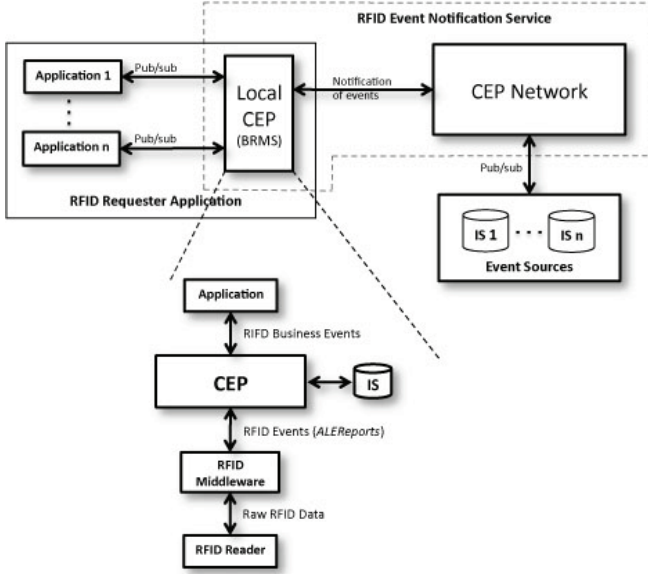 RFID Event Notification Service
Application 1
Pub/sub
Application n
Pub/sub
Local
CEP
(BRMS)
Notification
of events
CEP Network
RFID Requester Application
Pub/sub
IS 1
IS n
Event Sources
Application
RIFD Business Events
CEP
IS
RFID Events (ALEReports)
RFID
Middleware
Raw RFID Data
RFID Reader